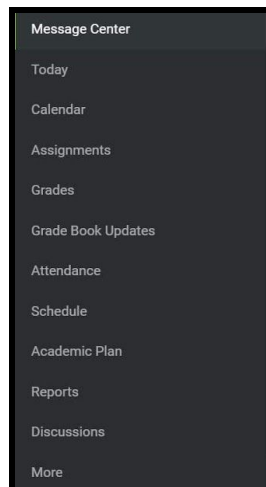 Message Center
Today
Calendar
Assignments
Grades
Grade Book Updates
Attendance
Schedule
Academic Plan
Reports
Discussions
More